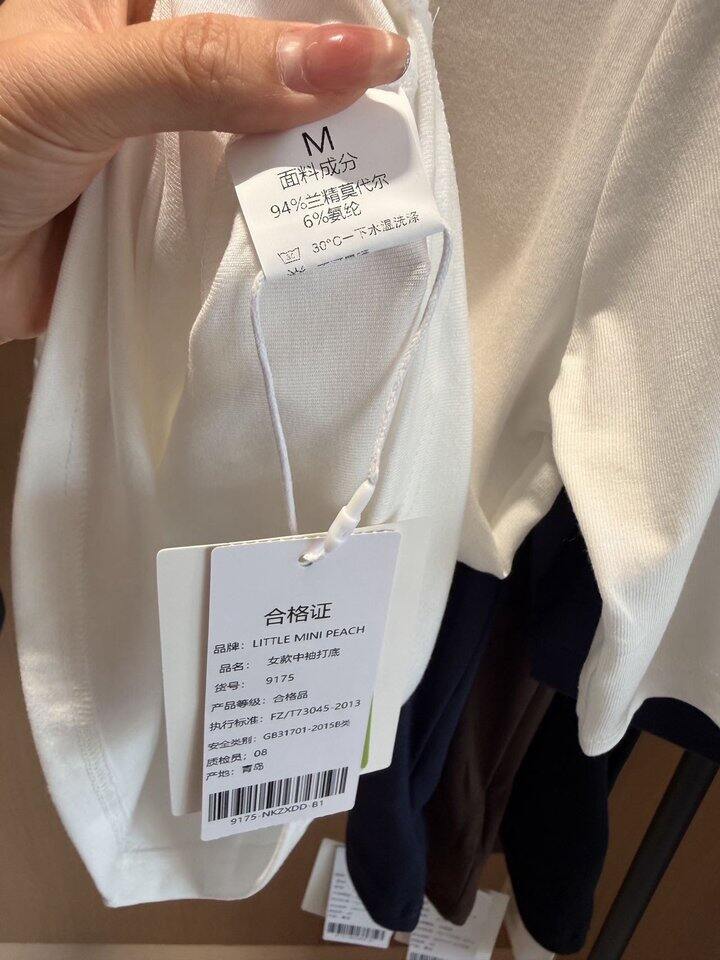 M
面料成分
94%兰精莫代尔
6%氨纶
30°C一下水温洗涤
合格证
品牌: LITTLE MINI PEACH
品名: 女款中袖打底
货号: 9175
产品等级: 合格品
执行标准: FZ/T73045-2013
安全类别: GB31701-2015B类
质检员: 08
产地: 青岛
9175-NKZXDD-B1